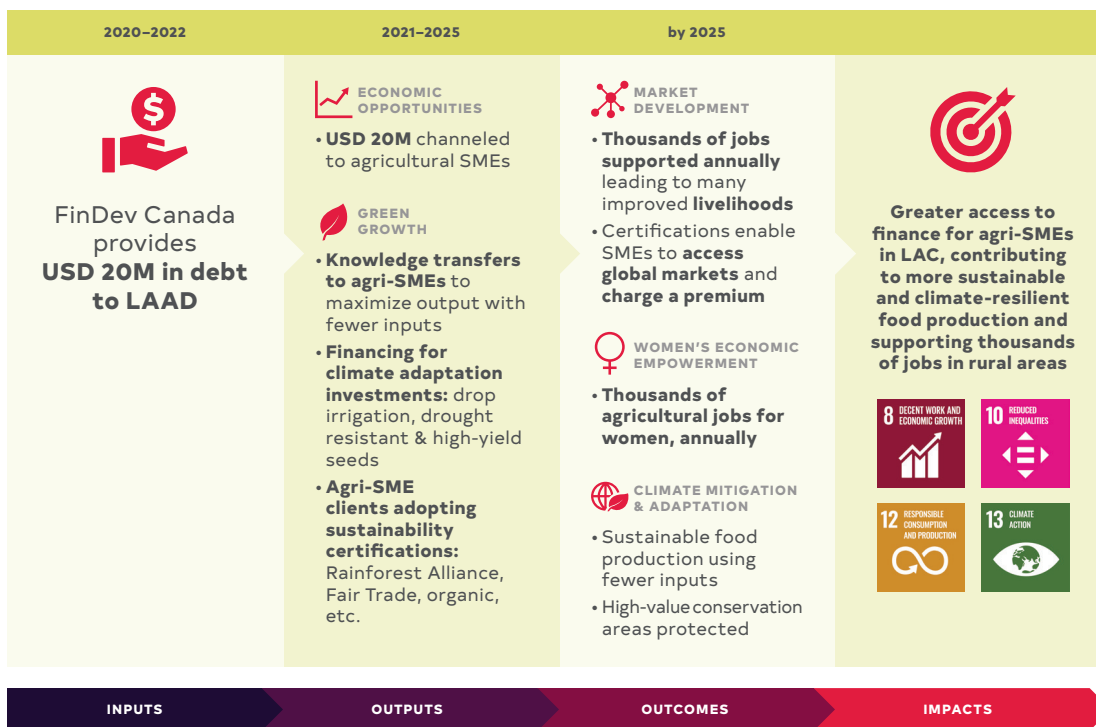 2020–2022
2021–2025
by 2025
$
FinDev Canada
provides
USD 20M in debt
to LAAD
ECONOMIC
OPPORTUNITIES
• USD 20M channeled
to agricultural SMEs
GREEN
GROWTH
• Knowledge transfers
to agri-SMEs to
maximize output with
fewer inputs
• Financing for
climate adaptation
investments: drop
irrigation, drought
resistant & high-yield
seeds
• Agri-SME
clients adopting
sustainability
certifications:
Rainforest Alliance,
Fair Trade, organic,
etc.
MARKET
DEVELOPMENT
• Thousands of jobs
supported annually
leading to many
improved livelihoods
• Certifications enable
SMEs to access
global markets and
charge a premium
WOMEN'S ECONOMIC
EMPOWERMENT
• Thousands of
agricultural jobs for
women, annually
CLIMATE MITIGATION
& ADAPTATION
• Sustainable food
production using
fewer inputs
• High-value conservation
areas protected
Greater access to
finance for agri-SMEs
in LAC, contributing
to more sustainable
and climate-resilient
food production and
supporting thousands
of jobs in rural areas
8 DECENT WORK AND
ECONOMIC GROWTH
10 REDUCED
INEQUALITIES
12 RESPONSIBLE
CONSUMPTION
AND PRODUCTION
13 CLIMATE
ACTION
INPUTS
OUTPUTS
OUTCOMES
IMPACTS